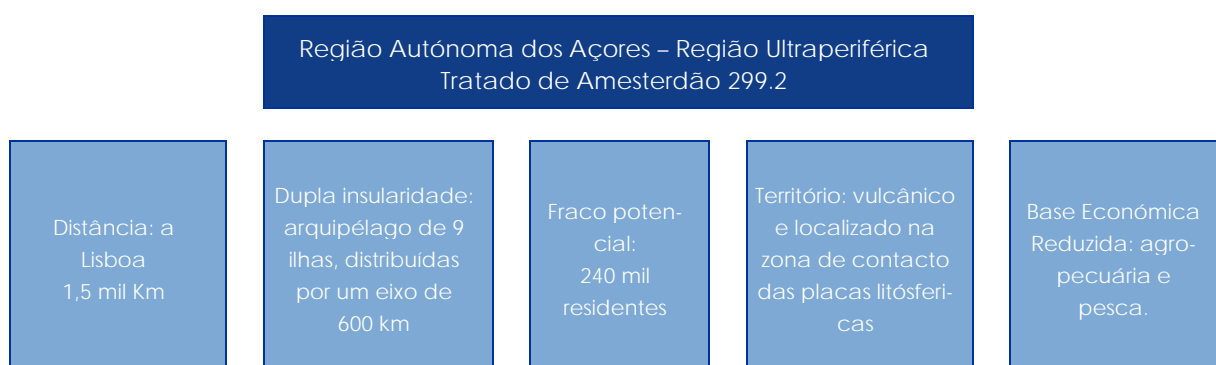 Região Autónoma dos Açores – Região Ultraperiférica
Tratado de Amesterdão 299.2
Distância: a
Lisboa
1,5 mil Km
Dupla insularidade:
arquipélago de 9
ilhas, distribuídas
por um eixo de
600 km
Fraco poten-
cial:
240 mil
residentes
Território: vulcânico
e localizado na
zona de contacto
das placas litósferi-
cas
Base Económica
Reduzida: agro-
pecuária e
pesca.